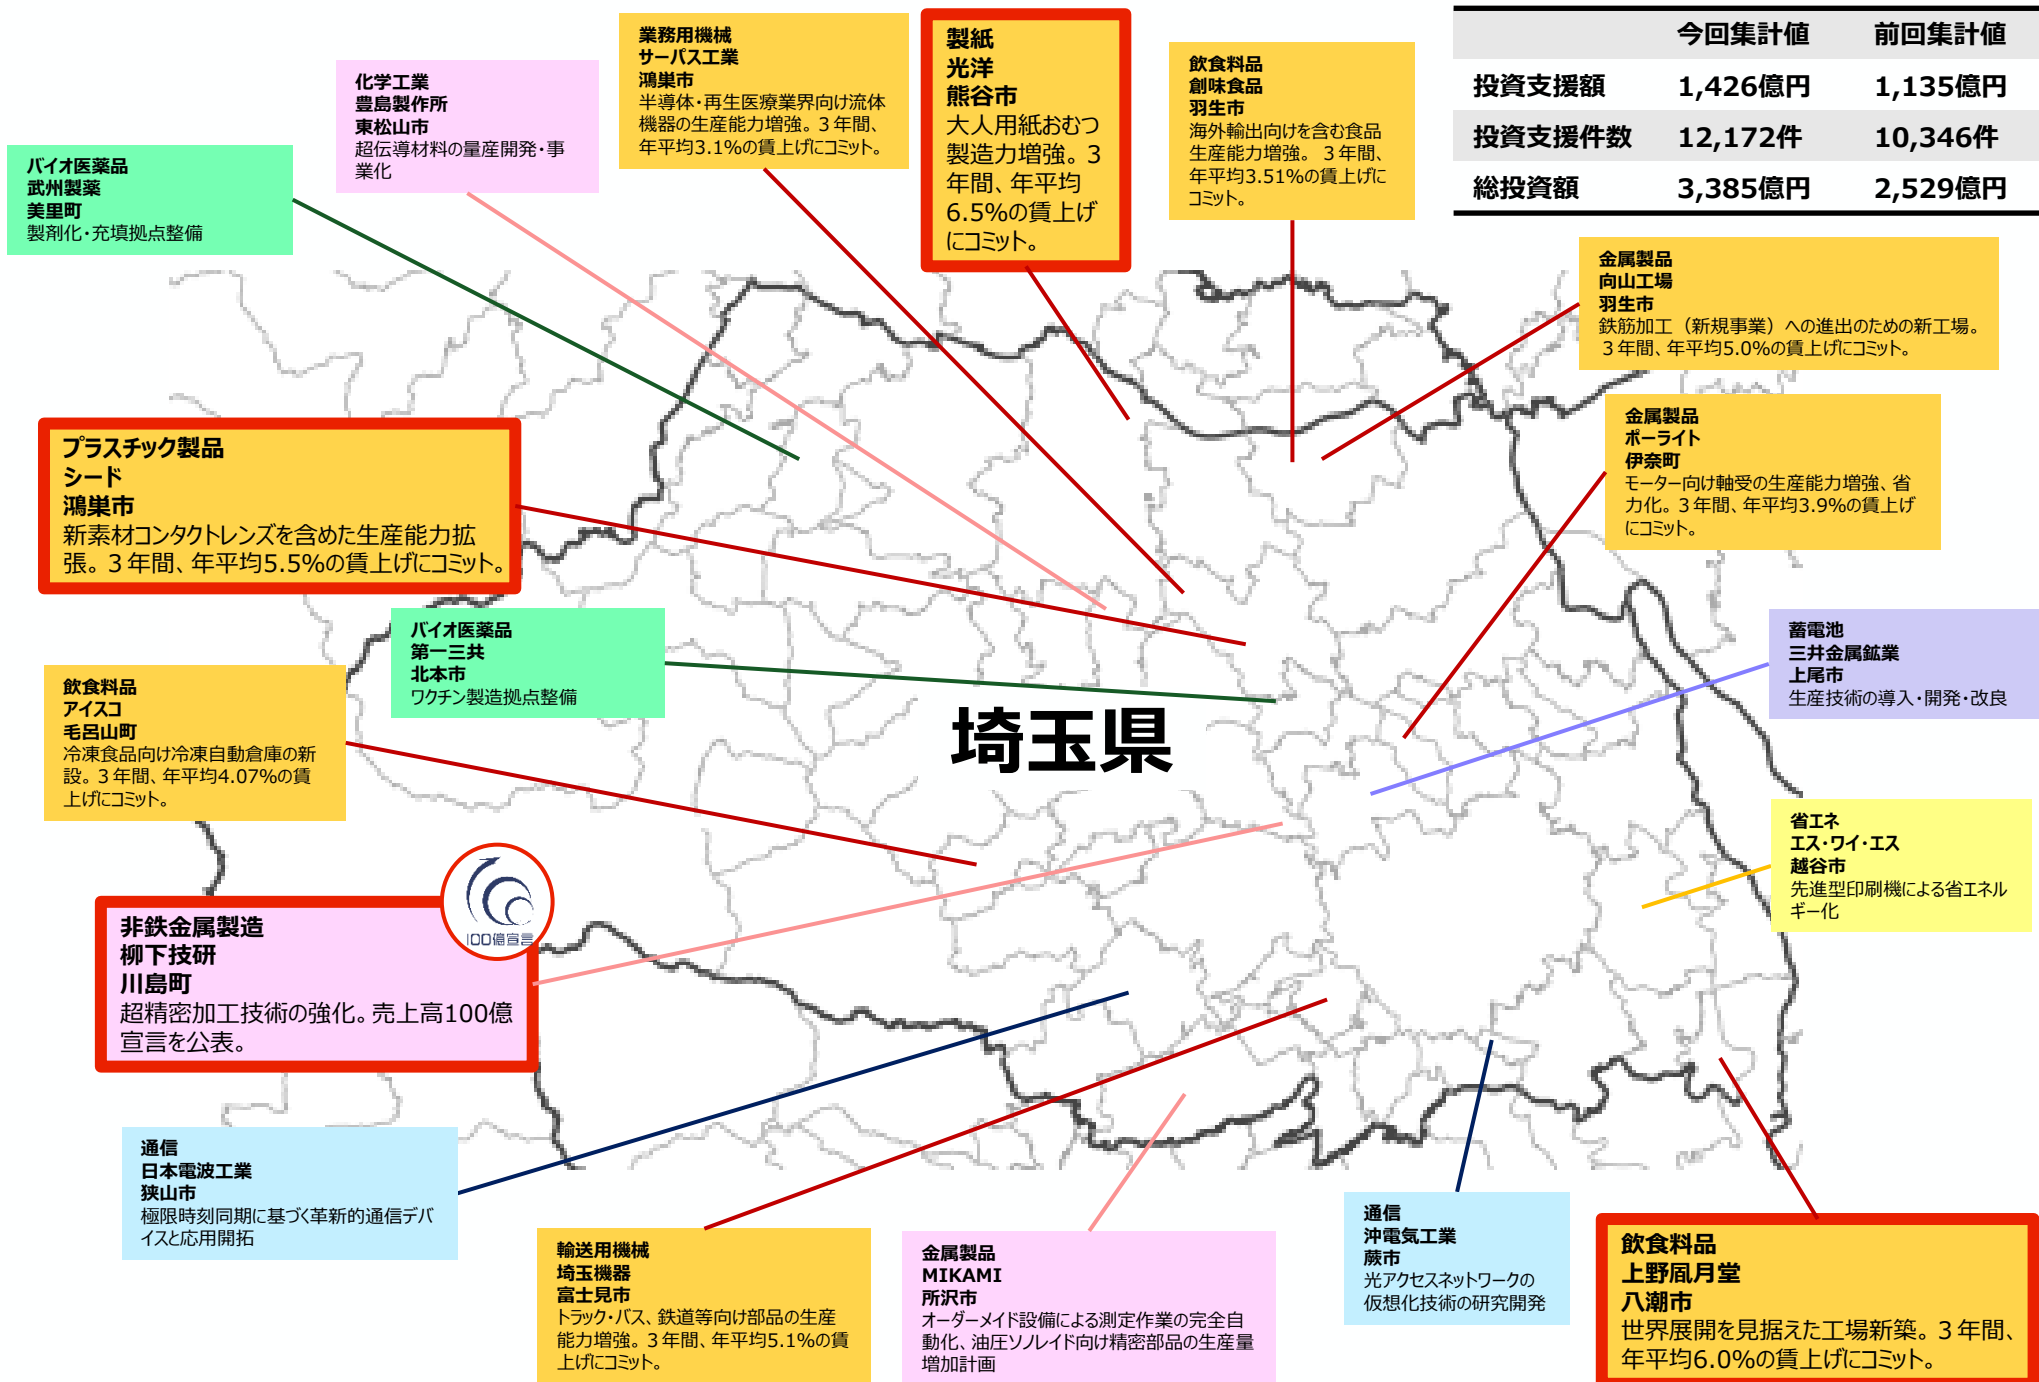 今回集計値 前回集計値
投資支援額 1,426億円 1,135億円
投資支援件数 12,172件 10,346件
総投資額 3,385億円 2,529億円
業務用機械
サーパス工業
鴻巣市
半導体・再生医療業界向け流体
機器の生産能力増強。３年間、
年平均3.1%の賃上げにコミット。
製紙
光洋
熊谷市
大人用紙おむつ
製造力増強。３
年間、年平均
6.5%の賃上げ
にコミット。
飲食料品
創味食品
羽生市
海外輸出向けを含む食品
生産能力増強。３年間、
年平均3.51%の賃上げに
コミット。
化学工業
豊島製作所
東松山市
超伝導材料の量産開発・事
業化
バイオ医薬品
武州製薬
美里町
製剤化・充填拠点整備
金属製品
向山工場
羽生市
鉄筋加工（新規事業）への進出のための新工場。
３年間、年平均5.0%の賃上げにコミット。
プラスチック製品
シード
鴻巣市
新素材コンタクトレンズを含めた生産能力拡
張。３年間、年平均5.5%の賃上げにコミット。
金属製品
ポーライト
伊奈町
モーター向け軸受の生産能力増強、省
力化。３年間、年平均3.9%の賃上げ
にコミット。
バイオ医薬品
第一三共
北本市
ワクチン製造拠点整備
蓄電池
三井金属鉱業
上尾市
生産技術の導入・開発・改良
飲食料品
アイスコ
毛呂山町
冷凍食品向け冷凍自動倉庫の新
設。３年間、年平均4.07%の賃
上げにコミット。
埼玉県
省エネ
エス・ワイ・エス
越谷市
先進型印刷機による省エネル
ギー化
100億宣言
非鉄金属製造
柳下技研
川島町
超精密加工技術の強化。売上高100億
宣言を公表。
通信
日本電波工業
狭山市
極限時刻同期に基づく革新的通信デバ
イスと応用開拓
輸送用機械
埼玉機器
富士見市
トラック・バス、鉄道等向け部品の生産
能力増強。３年間、年平均5.1%の賃
上げにコミット。
金属製品
MIKAMI
所沢市
オーダーメイド設備による測定作業の完全自
動化、油圧ソノレイド向け精密部品の生産量
増加計画
通信
沖電気工業
蕨市
光アクセスネットワークの
仮想化技術の研究開発
飲食料品
上野凮月堂
八潮市
世界展開を見据えた工場新築。３年間、
年平均6.0%の賃上げにコミット。